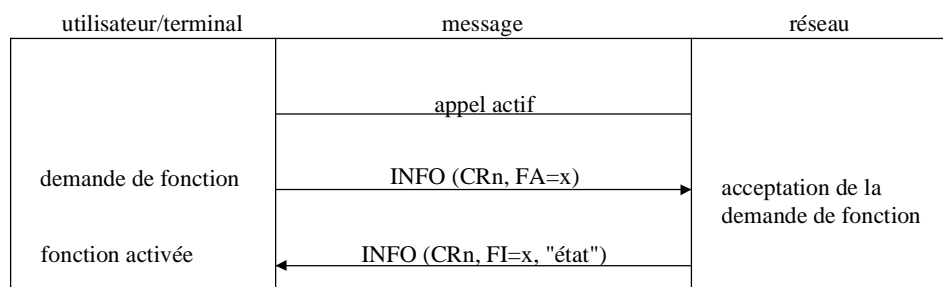 utilisateur/terminal message réseau
appel actif
demande de fonction INFO (CRn, FA=x)
acceptation de la
demande de fonction
fonction activée INFO (CRn, FI=x, "état")